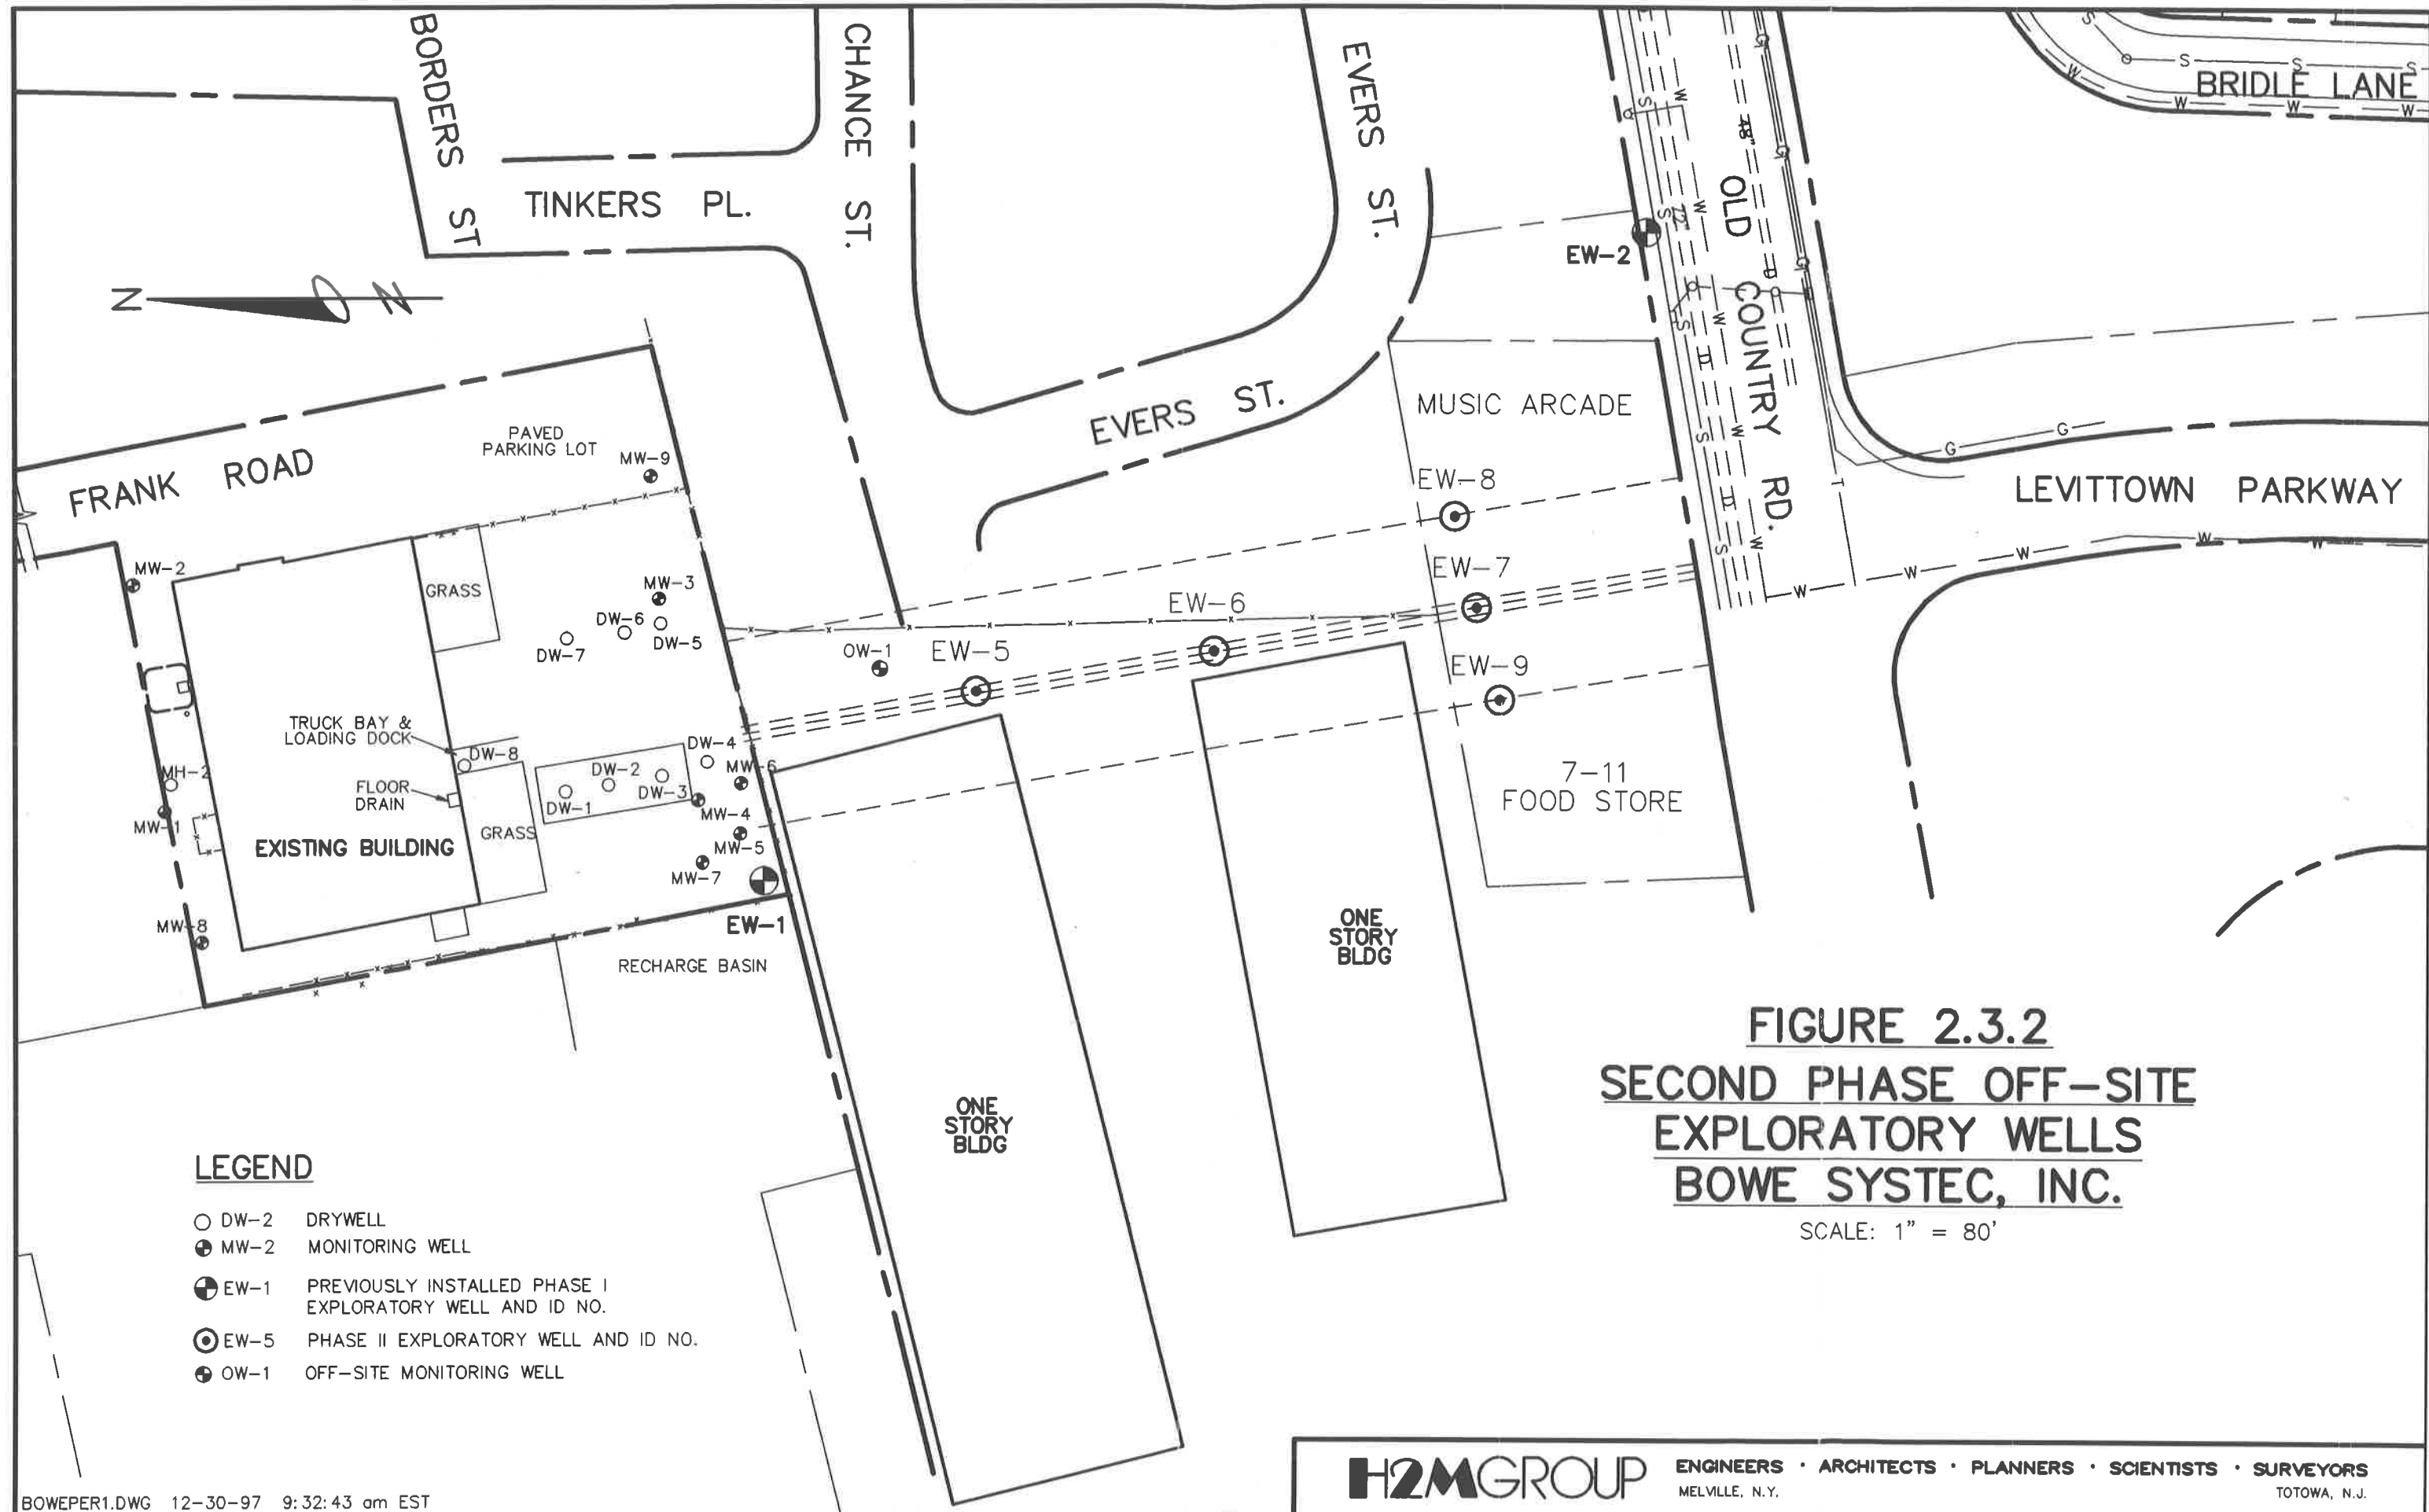 BORDERS ST
CHANCE ST.
EVERS ST.
TINKERS PL.
OLD COUNTRY RD.
48"
72"
BRIDLE LANE
S
S
S
S
W
W
W
W
N
N
EW-2
FRANK ROAD
PAVED
PARKING LOT
MW-9
EVERS ST.
MUSIC ARCADE
LEVITTOWN PARKWAY
G
G
W
W
W
W
W
EW-8
EW-7
EW-6
EW-5
EW-9
OW-1
MW-2
GRASS
MW-3
DW-6
DW-5
DW-7
TRUCK BAY &
LOADING DOCK
DW-8
DW-4
MW-6
DW-2
DW-3
DW-1
MH-2
FLOOR
DRAIN
MW-4
MW-1
GRASS
MW-5
EXISTING BUILDING
MW-7
MW-8
EW-1
RECHARGE BASIN
7-11
FOOD STORE
ONE
STORY
BLDG
ONE
STORY
BLDG
FIGURE 2.3.2
SECOND PHASE OFF-SITE
EXPLORATORY WELLS
BOWE SYSTEC, INC.
SCALE: 1" = 80'
LEGEND
DW-2 DRYWELL
MW-2 MONITORING WELL
EW-1 PREVIOUSLY INSTALLED PHASE I
EXPLORATORY WELL AND ID NO.
EW-5 PHASE II EXPLORATORY WELL AND ID NO.
OW-1 OFF-SITE MONITORING WELL
BOWEPER1.DWG 12-30-97 9:32:43 am EST
H2MGROUP
ENGINEERS • ARCHITECTS • PLANNERS • SCIENTISTS • SURVEYORS
MELVILLE, N.Y. TOTOWA, N.J.